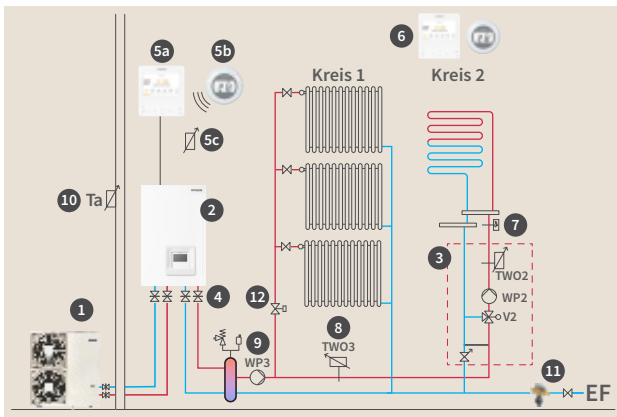 5a
5b
6
Kreis 1
Kreis 2
5c
10 Ta
2
7
3
TWO2
4
12
WP2
V2
1
8
9
TWO3
WP3
11
EF